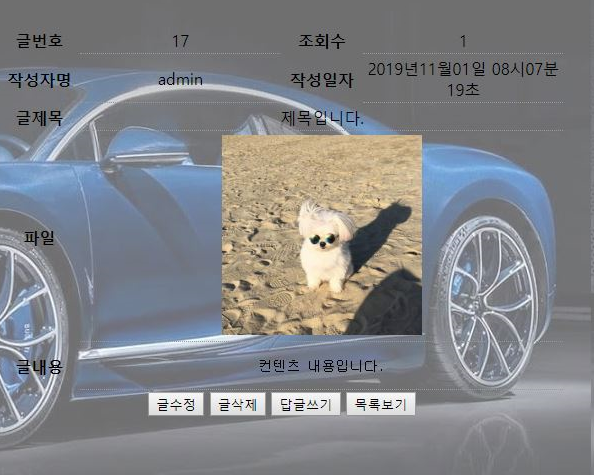 글번호 17 조회수 1
작성자명 admin 작성일자 2019년11월01일 08시07분
19초
글제목 제목입니다.
파일
글내용 컨텐츠 내용입니다.
글수정 글삭제 답글쓰기 목록보기